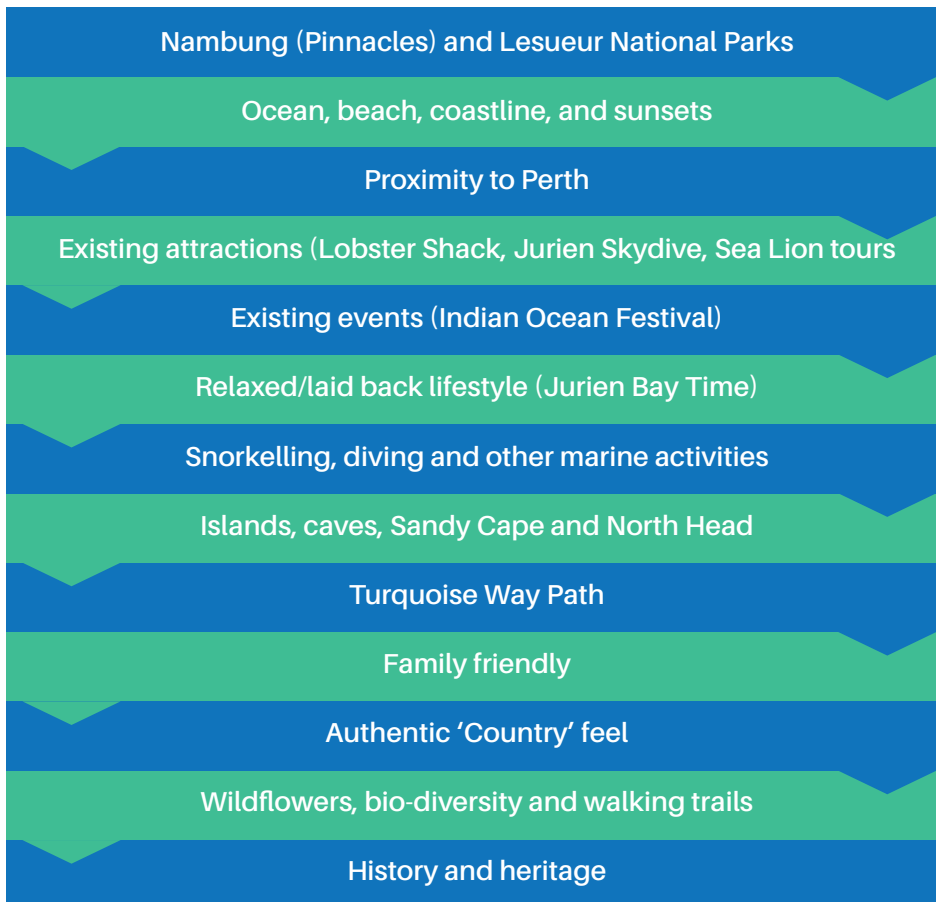 Nambung (Pinnacles) and Lesueur National Parks
Ocean, beach, coastline, and sunsets
Proximity to Perth
Existing attractions (Lobster Shack, Jurien Skydive, Sea Lion tours
Existing events (Indian Ocean Festival)
Relaxed/laid back lifestyle (Jurien Bay Time)
Snorkelling, diving and other marine activities
Islands, caves, Sandy Cape and North Head
Turquoise Way Path
Family friendly
Authentic ‘Country’ feel
Wildflowers, bio-diversity and walking trails
History and heritage